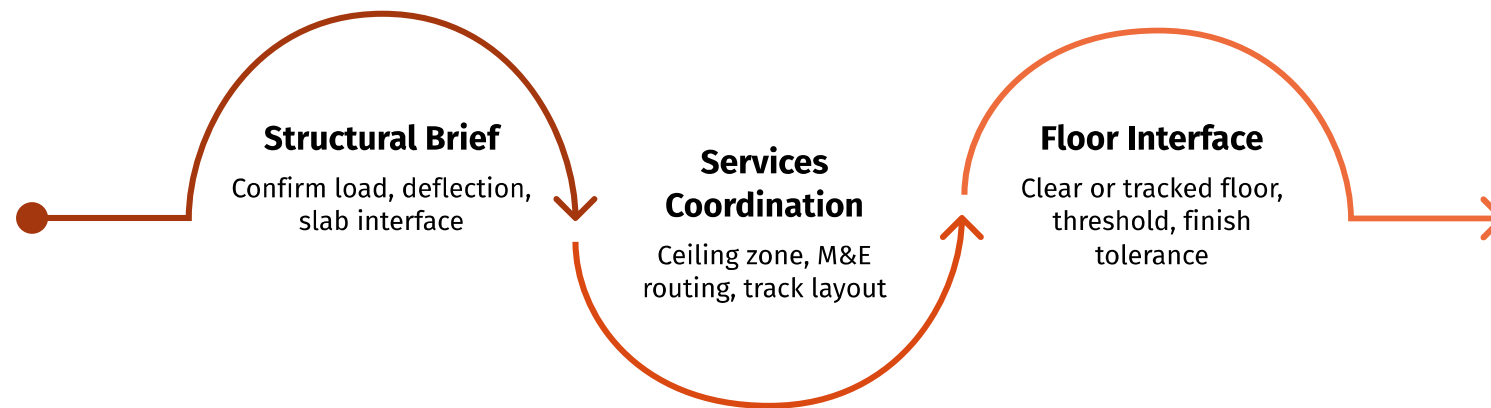 Structural Brief
Confirm load, deflection,
slab interface
Services
Coordination
Ceiling zone, M&E
routing, track layout
Floor Interface
Clear or tracked floor,
threshold, finish
tolerance